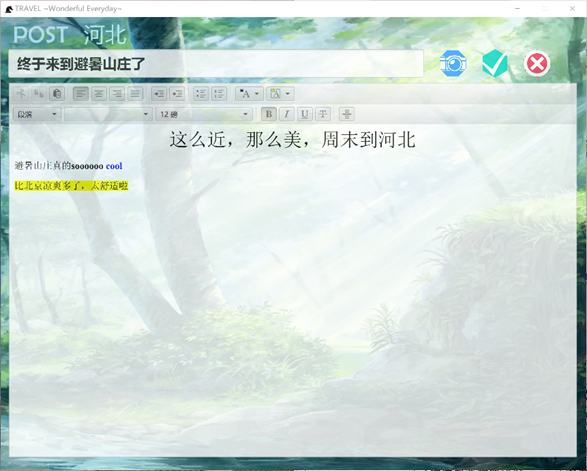 TRAVEL ~Wonderful Everyday~
POST 河北
终于来到避暑山庄了
A A
段落 12 磅 B I U T
这么近，那么美，周末到河北
避暑山庄真的soooooo cool
比北京凉爽多了，太舒适啦